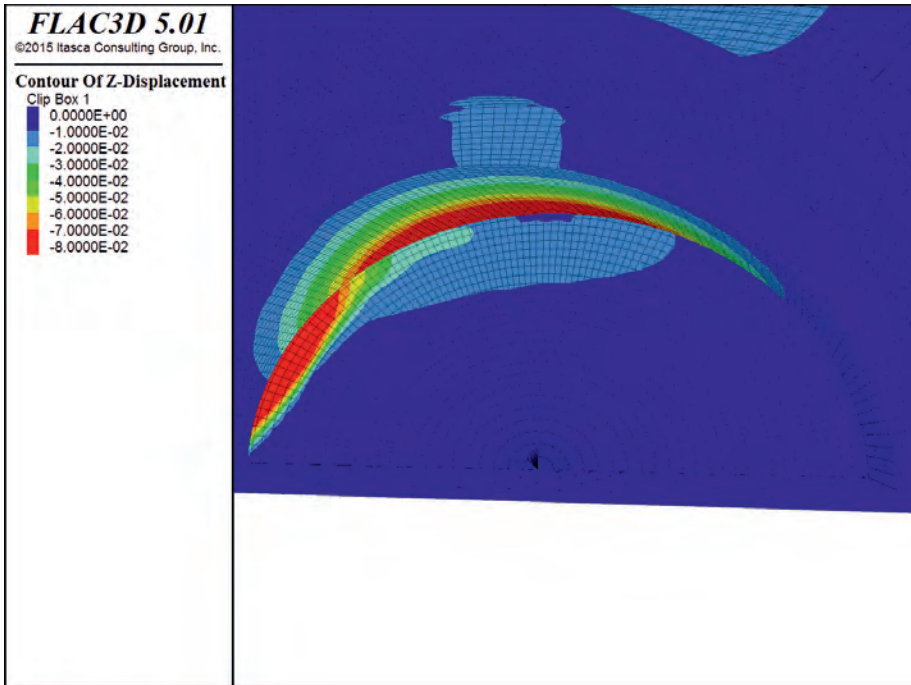 FLAC3D 5.01
©2015 Itasca Consulting Group, Inc.
Contour Of Z-Displacement
Clip Box 1
0.0000E+00
-1.0000E-02
-2.0000E-02
-3.0000E-02
-4.0000E-02
-5.0000E-02
-6.0000E-02
-7.0000E-02
-8.0000E-02